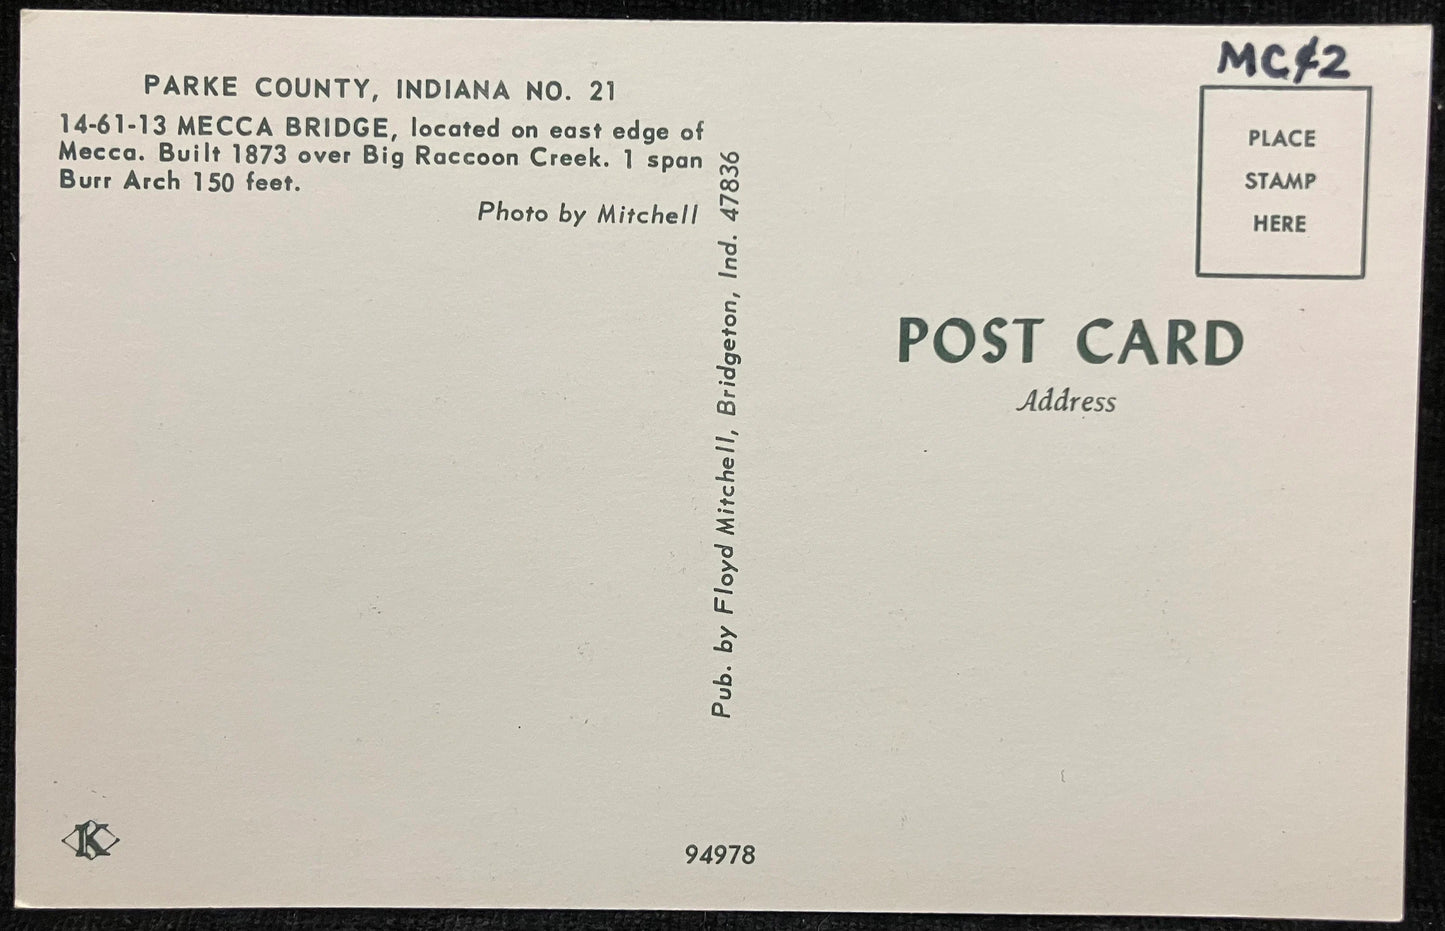 MC¢2
PARKE COUNTY, INDIANA NO. 21
14-61-13 MECCA BRIDGE, located on east edge of
Mecca. Built 1873 over Big Raccoon Creek. 1 span
Burr Arch 150 feet.
Photo by Mitchell
Pub. by Floyd Mitchell, Bridgeton, Ind. 47836
PLACE
STAMP
HERE
POST CARD
Address
K
94978